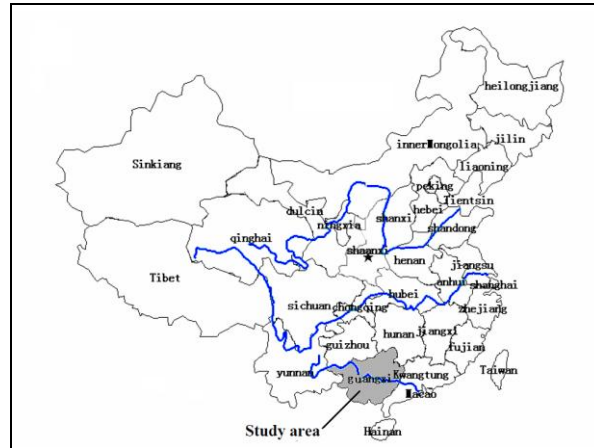 heilongjiang
jilin
innerMongolia
liaoning
Sinkiang
peking
Tientsin
hebei
dulcin
shanxi
ningxia
shandong
qinghai
shaanxi
henan
Tibet
jiangsu
anhui
shanghai
hubei
sichuan
chongqing
zhejiang
hunan
jiangxi
guizhou
fujian
yunnan
guangxi
Kwangtung
Taiwan
Macao
Study area
Hainan